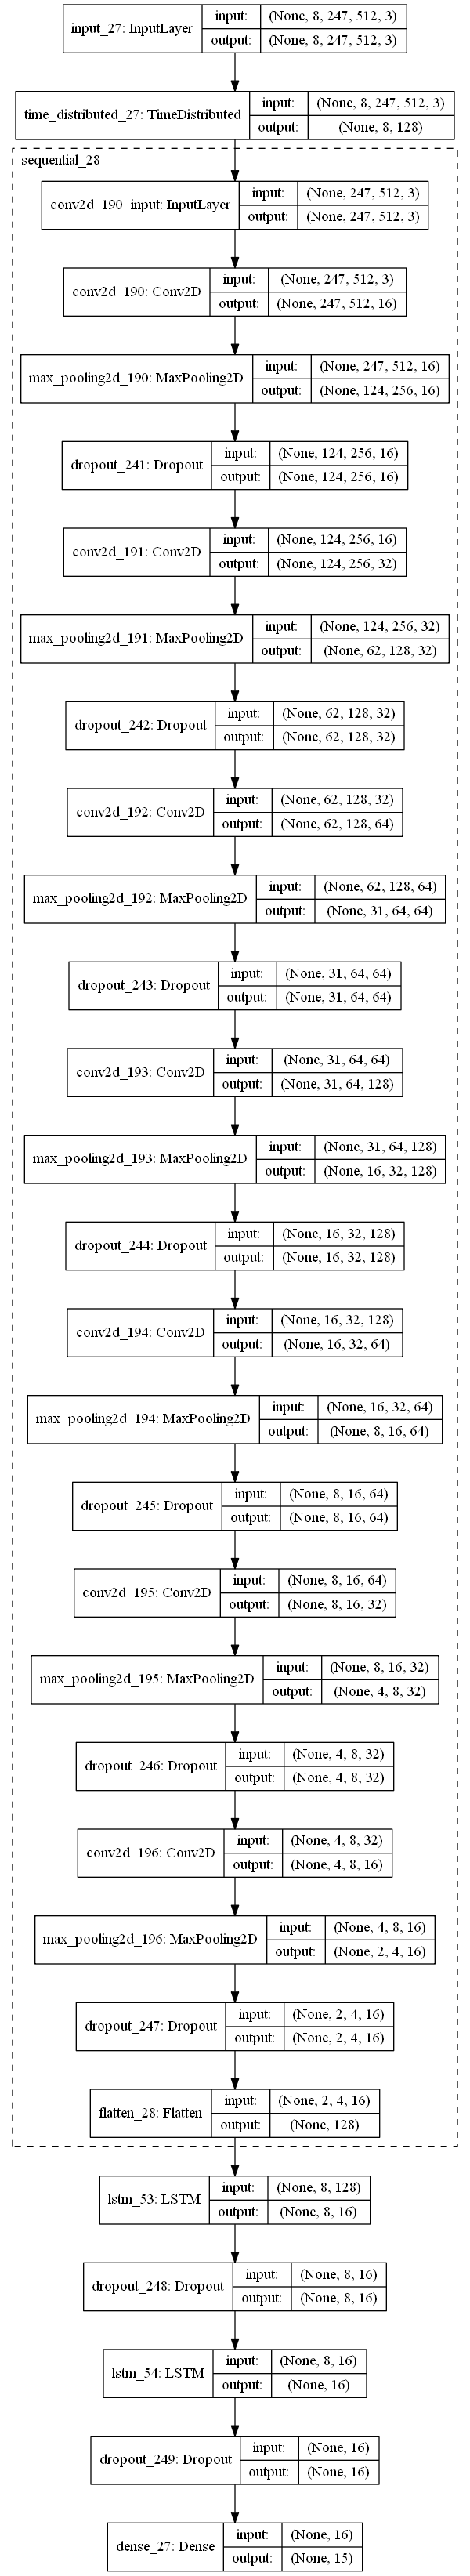 input_27: InputLayer
input: (None, 8, 247, 512, 3)
output: (None, 8, 247, 512, 3)
time_distributed_27: TimeDistributed
input: (None, 8, 247, 512, 3)
output: (None, 8, 128)
sequential_28
conv2d_190_input: InputLayer
input: (None, 247, 512, 3)
output: (None, 247, 512, 3)
conv2d_190: Conv2D
input: (None, 247, 512, 3)
output: (None, 247, 512, 16)
max_pooling2d_190: MaxPooling2D
input: (None, 247, 512, 16)
output: (None, 124, 256, 16)
dropout_241: Dropout
input: (None, 124, 256, 16)
output: (None, 124, 256, 16)
conv2d_191: Conv2D
input: (None, 124, 256, 16)
output: (None, 124, 256, 32)
max_pooling2d_191: MaxPooling2D
input: (None, 124, 256, 32)
output: (None, 62, 128, 32)
dropout_242: Dropout
input: (None, 62, 128, 32)
output: (None, 62, 128, 32)
conv2d_192: Conv2D
input: (None, 62, 128, 32)
output: (None, 62, 128, 64)
max_pooling2d_192: MaxPooling2D
input: (None, 62, 128, 64)
output: (None, 31, 64, 64)
dropout_243: Dropout
input: (None, 31, 64, 64)
output: (None, 31, 64, 64)
conv2d_193: Conv2D
input: (None, 31, 64, 64)
output: (None, 31, 64, 128)
max_pooling2d_193: MaxPooling2D
input: (None, 31, 64, 128)
output: (None, 16, 32, 128)
dropout_244: Dropout
input: (None, 16, 32, 128)
output: (None, 16, 32, 128)
conv2d_194: Conv2D
input: (None, 16, 32, 128)
output: (None, 16, 32, 64)
max_pooling2d_194: MaxPooling2D
input: (None, 16, 32, 64)
output: (None, 8, 16, 64)
dropout_245: Dropout
input: (None, 8, 16, 64)
output: (None, 8, 16, 64)
conv2d_195: Conv2D
input: (None, 8, 16, 64)
output: (None, 8, 16, 32)
max_pooling2d_195: MaxPooling2D
input: (None, 8, 16, 32)
output: (None, 4, 8, 32)
dropout_246: Dropout
input: (None, 4, 8, 32)
output: (None, 4, 8, 32)
conv2d_196: Conv2D
input: (None, 4, 8, 32)
output: (None, 4, 8, 16)
max_pooling2d_196: MaxPooling2D
input: (None, 4, 8, 16)
output: (None, 2, 4, 16)
dropout_247: Dropout
input: (None, 2, 4, 16)
output: (None, 2, 4, 16)
flatten_28: Flatten
input: (None, 2, 4, 16)
output: (None, 128)
lstm_53: LSTM
input: (None, 8, 128)
output: (None, 8, 16)
dropout_248: Dropout
input: (None, 8, 16)
output: (None, 8, 16)
lstm_54: LSTM
input: (None, 8, 16)
output: (None, 16)
dropout_249: Dropout
input: (None, 16)
output: (None, 16)
dense_27: Dense
input: (None, 16)
output: (None, 15)